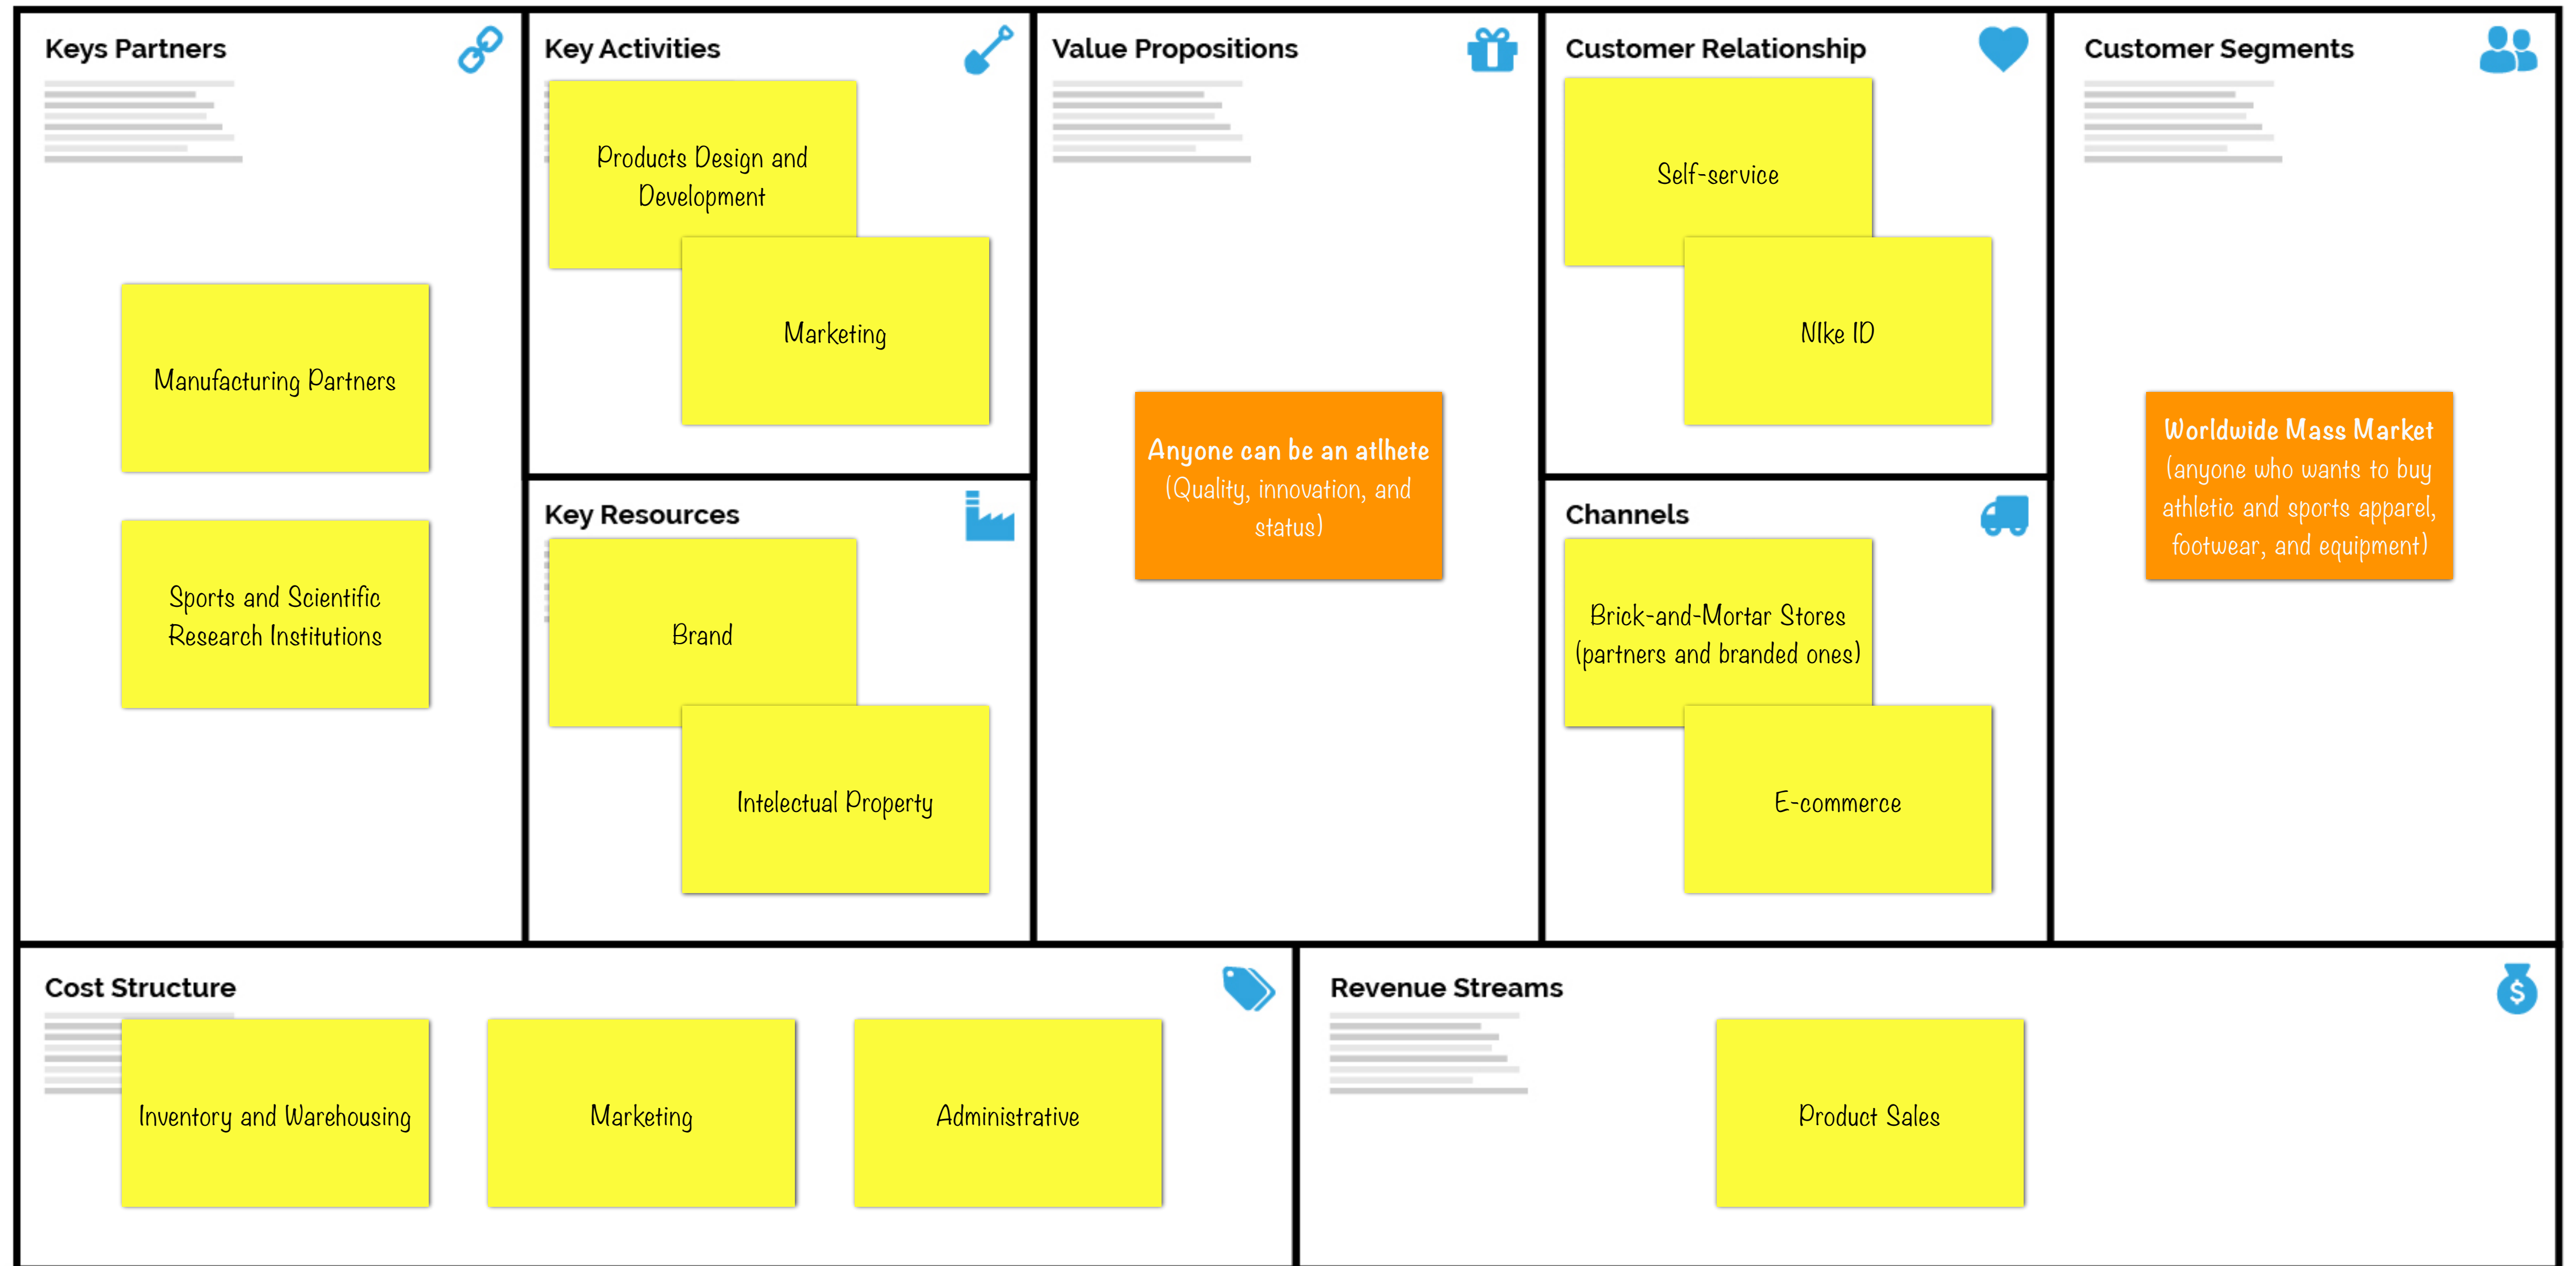 Keys Partners
Manufacturing Partners
Sports and Scientific
Research Institutions
Key Activities
Products Design and
Development
Marketing
Key Resources
Brand
Intelectual Property
Value Propositions
Anyone can be an atlhete
(Quality, innovation, and
status)
Customer Relationship
Self-service
NIke ID
Channels
Brick-and-Mortar Stores
(partners and branded ones)
E-commerce
Customer Segments
Worldwide Mass Market
(anyone who wants to buy
athletic and sports apparel,
footwear, and equipment)
Cost Structure
Inventory and Warehousing
Marketing
Administrative
Revenue Streams
$
Product Sales